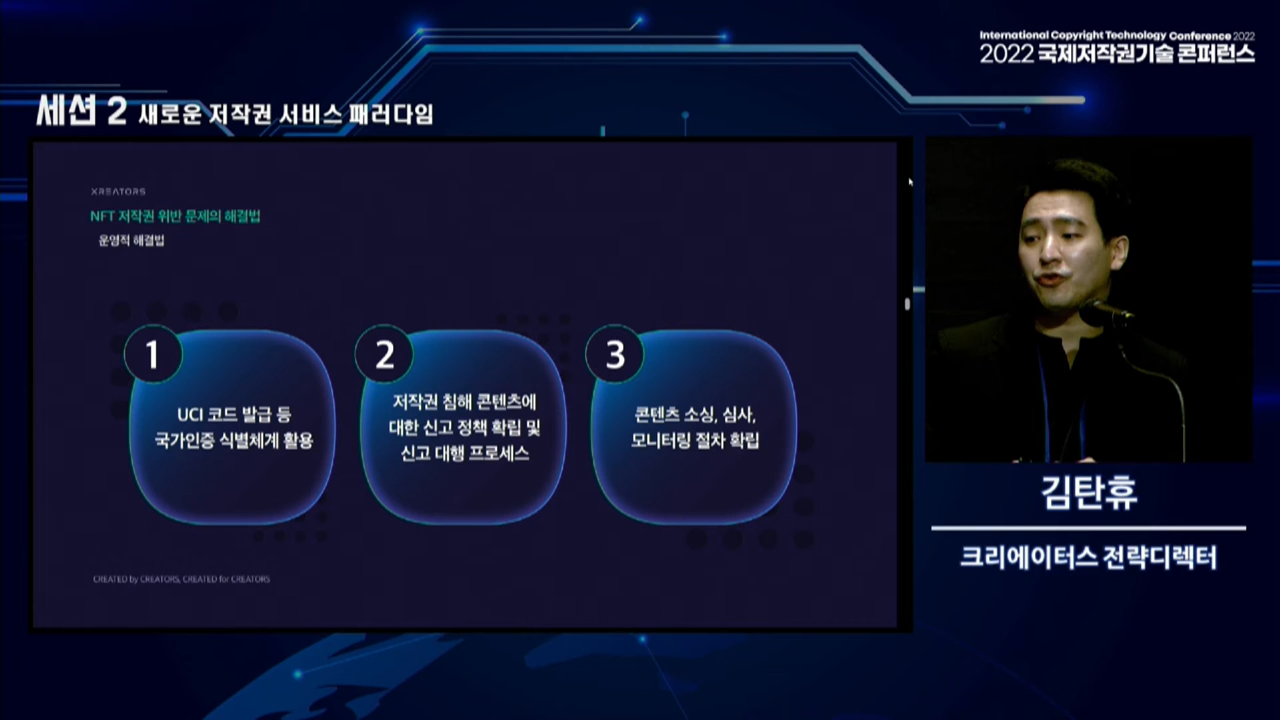 International Copyright Technology Conference 2022
2022 국제저작권기술 콘퍼런스
세션 2 새로운 저작권 서비스 패러다임
XREATORS
NFT 저작권 위반 문제의 해결법
운영적 해결법
1
UCI 코드 발급 등
국가인증 식별체계 활용
2
저작권 침해 콘텐츠에
대한 신고 정책 확립 및
신고 대행 프로세스
3
콘텐츠 소싱, 심사,
모니터링 절차 확립
CREATED by CREATORS, CREATED for CREATORS
김탄휴
크리에이터스 전략디렉터